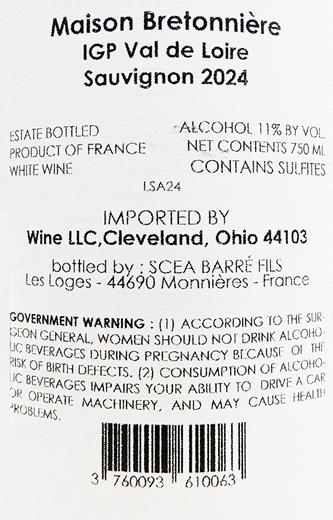 Maison Bretonnière
IGP Val de Loire
Sauvignon 2024
ESTATE BOTTLED
ALCOHOL 11% BY VOL.
PRODUCT OF FRANCE
NET CONTENTS 750 ML
WHITE WINE
CONTAINS SULFITES
LSA24
IMPORTED BY
Wine LLC,Cleveland, Ohio 44103
bottled by : SCEA BARRÉ FILS
Les Loges - 44690 Monnières - France
GOVERNMENT WARNING : (1) ACCORDING TO THE SUR-
GEON GENERAL, WOMEN SHOULD NOT DRINK ALCOHO-
LIC BEVERAGES DURING PREGNANCY BECAUSE OF THE
RISK OF BIRTH DEFECTS. (2) CONSUMPTION OF ALCOHO-
LIC BEVERAGES IMPAIRS YOUR ABILITY TO DRIVE A CAR
OR OPERATE MACHINERY, AND MAY CAUSE HEALTH
PROBLEMS.
3 760093 610063